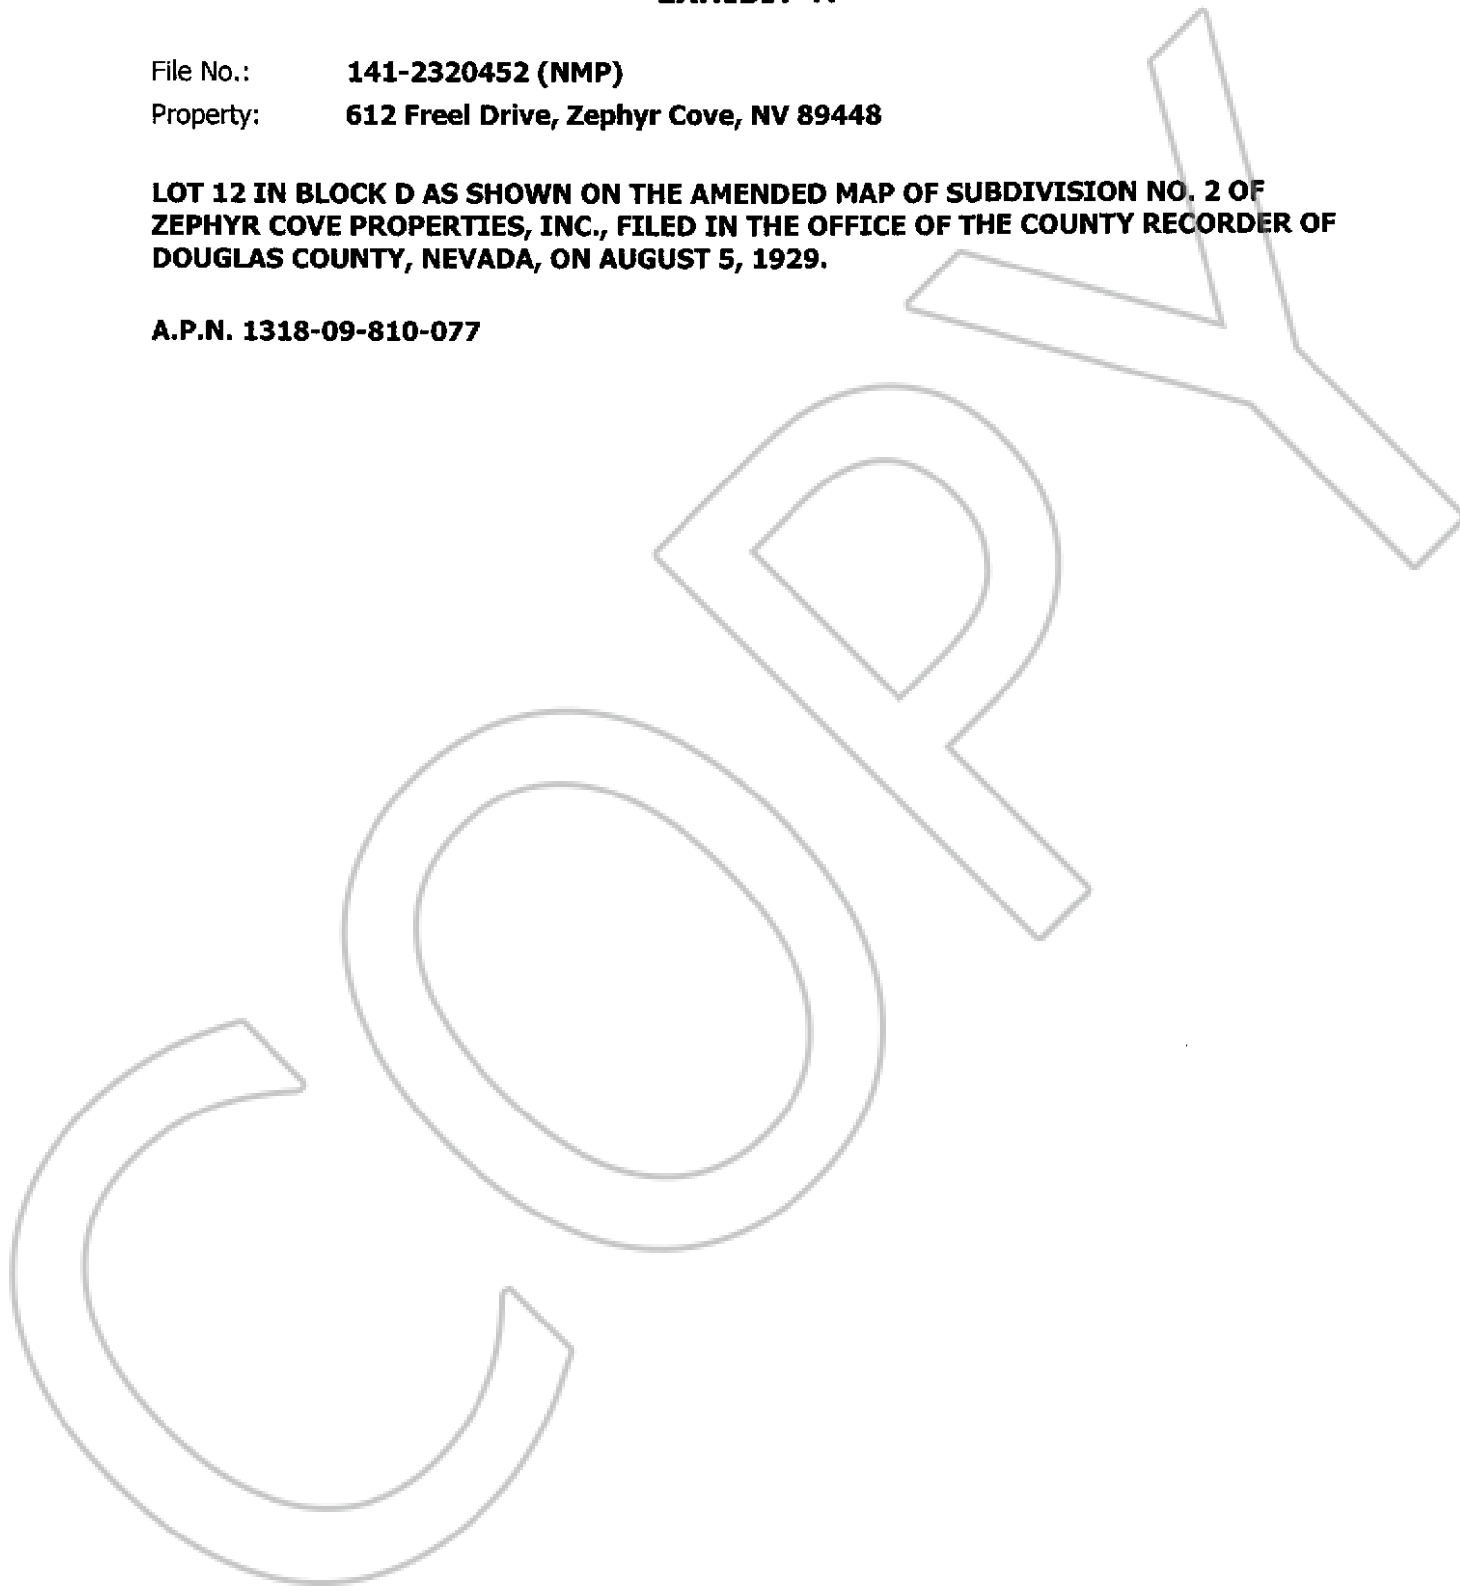 File No.: 141-2320452 (NMP)
Property: 612 Freel Drive, Zephyr Cove, NV 89448
LOT 12 IN BLOCK D AS SHOWN ON THE AMENDED MAP OF SUBDIVISION NO. 2 OF
ZEPHYR COVE PROPERTIES, INC., FILED IN THE OFFICE OF THE COUNTY RECORDER OF
DOUGLAS COUNTY, NEVADA, ON AUGUST 5, 1929.
A.P.N. 1318-09-810-077
COPY